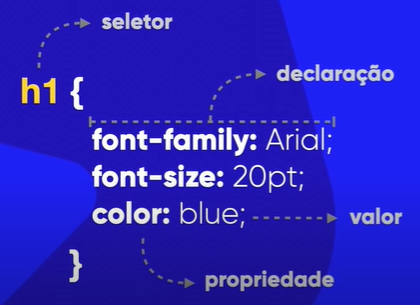 seletor
declaração
h1 {
font-family: Arial;
font-size: 20pt;
color: blue;
valor
}
propriedade